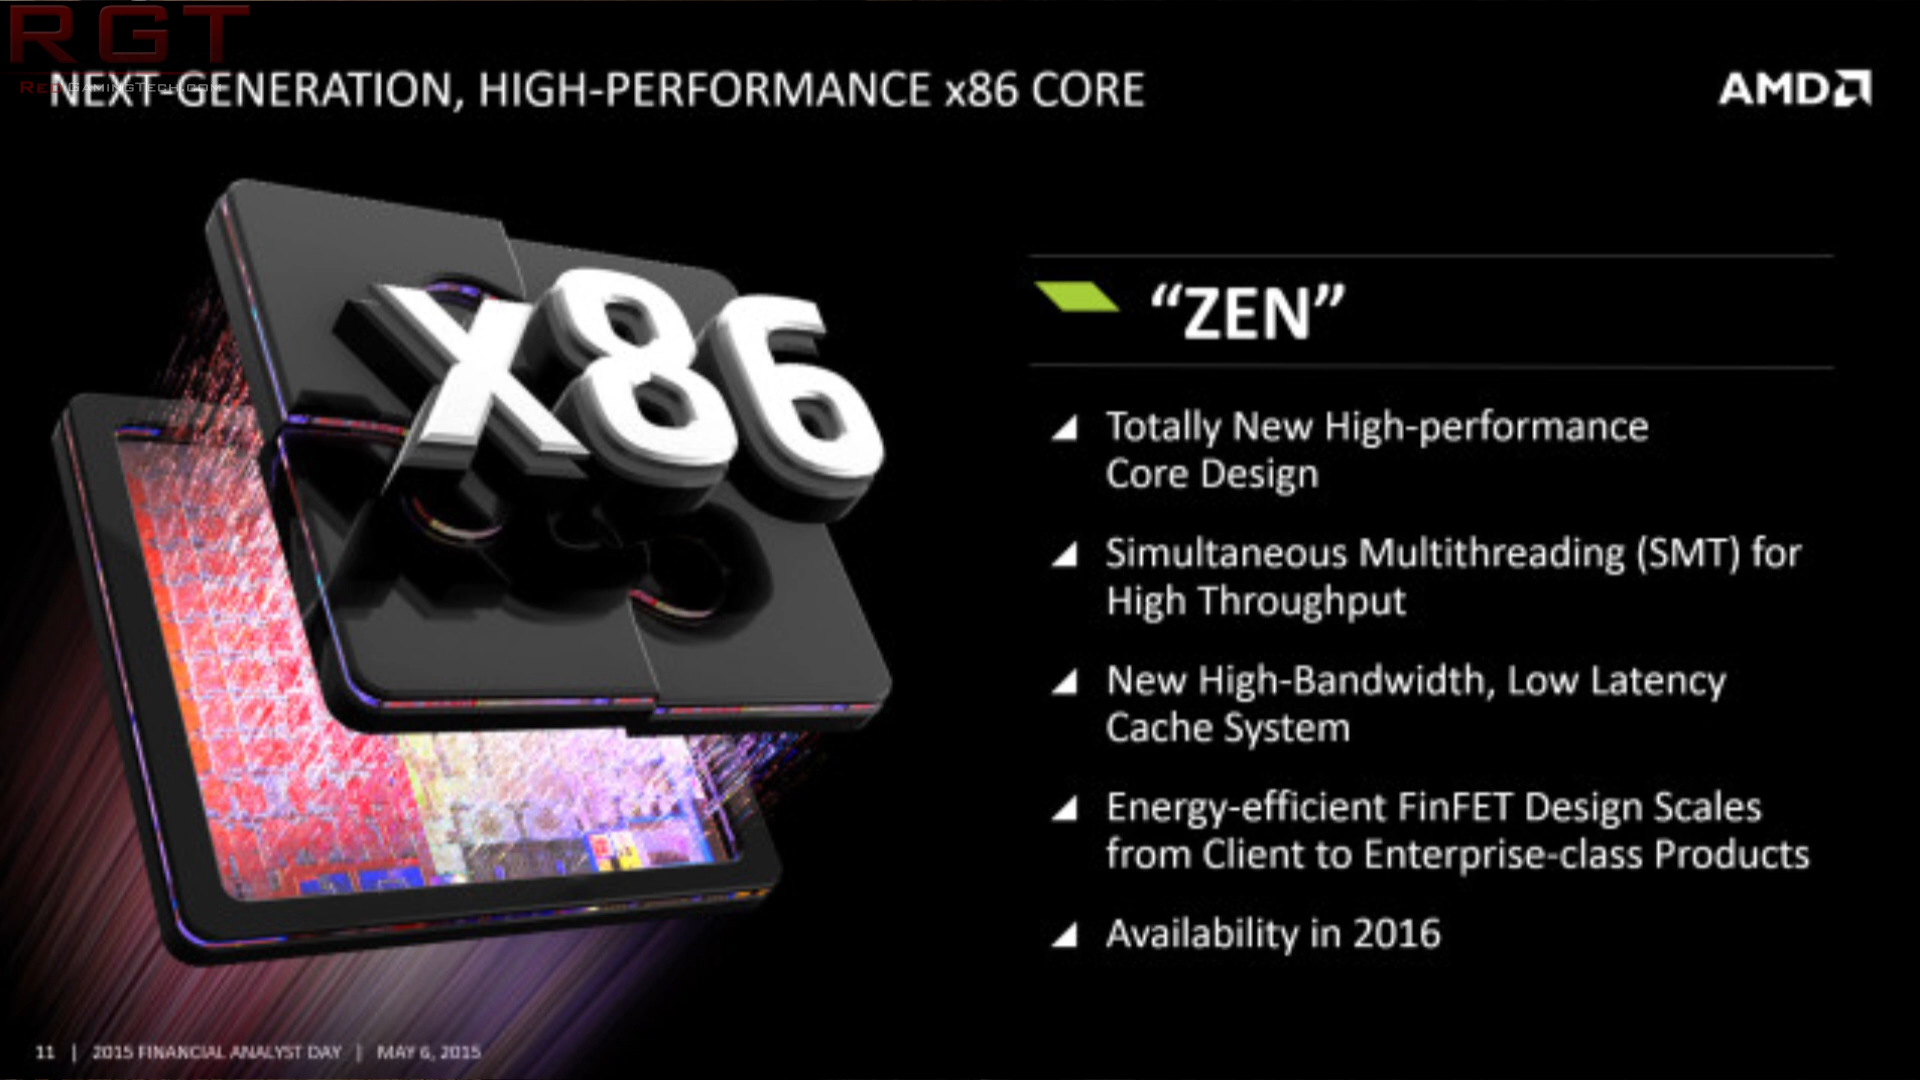 RGT
RedGamingTech.com
NEXT-GENERATION, HIGH-PERFORMANCE x86 CORE
AMD
x86
“ZEN”
Totally New High-performance
Core Design
Simultaneous Multithreading (SMT) for
High Throughput
New High-Bandwidth, Low Latency
Cache System
Energy-efficient FinFET Design Scales
from Client to Enterprise-class Products
Availability in 2016
11 | 2015 FINANCIAL ANALYST DAY | MAY 6, 2015